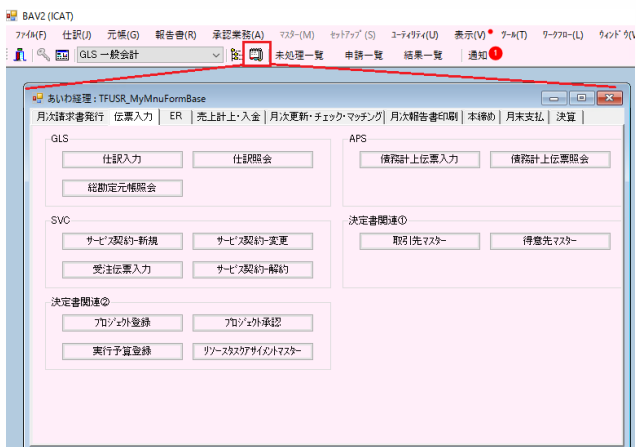 BAV2 (ICAT)
ファイル(F) 仕訳(J) 元帳(G) 報告書(R) 承認業務(A) マスター(M) セットアップ(S) ユーティリティ(U) 表示(V) ツール(T) ワークフロー(L) ウィンドウ(W
GLS ー般会計 未処理一覧 申請一覧 結果一覧 通知 1
あいわ経理 : TFUSR_MyMnuFormBase
月次請求書発行 伝票入力 ER 売上計上・入金 月次更新・チェック・マッチング 月次報告書印刷 本締め 月末支払 決算
GLS APS
仕訳入力 仕訳照会 債務計上伝票入力 債務計上伝票照会
総勘定元帳照会
SVC 決定書関連①
サービス契約-新規 サービス契約-変更 取引先マスター 得意先マスター
受注伝票入力 サービス契約-解約
決定書関連②
プロジェクト登録 プロジェクト承認
実行予算登録 リソースタスクアサイメントマスター